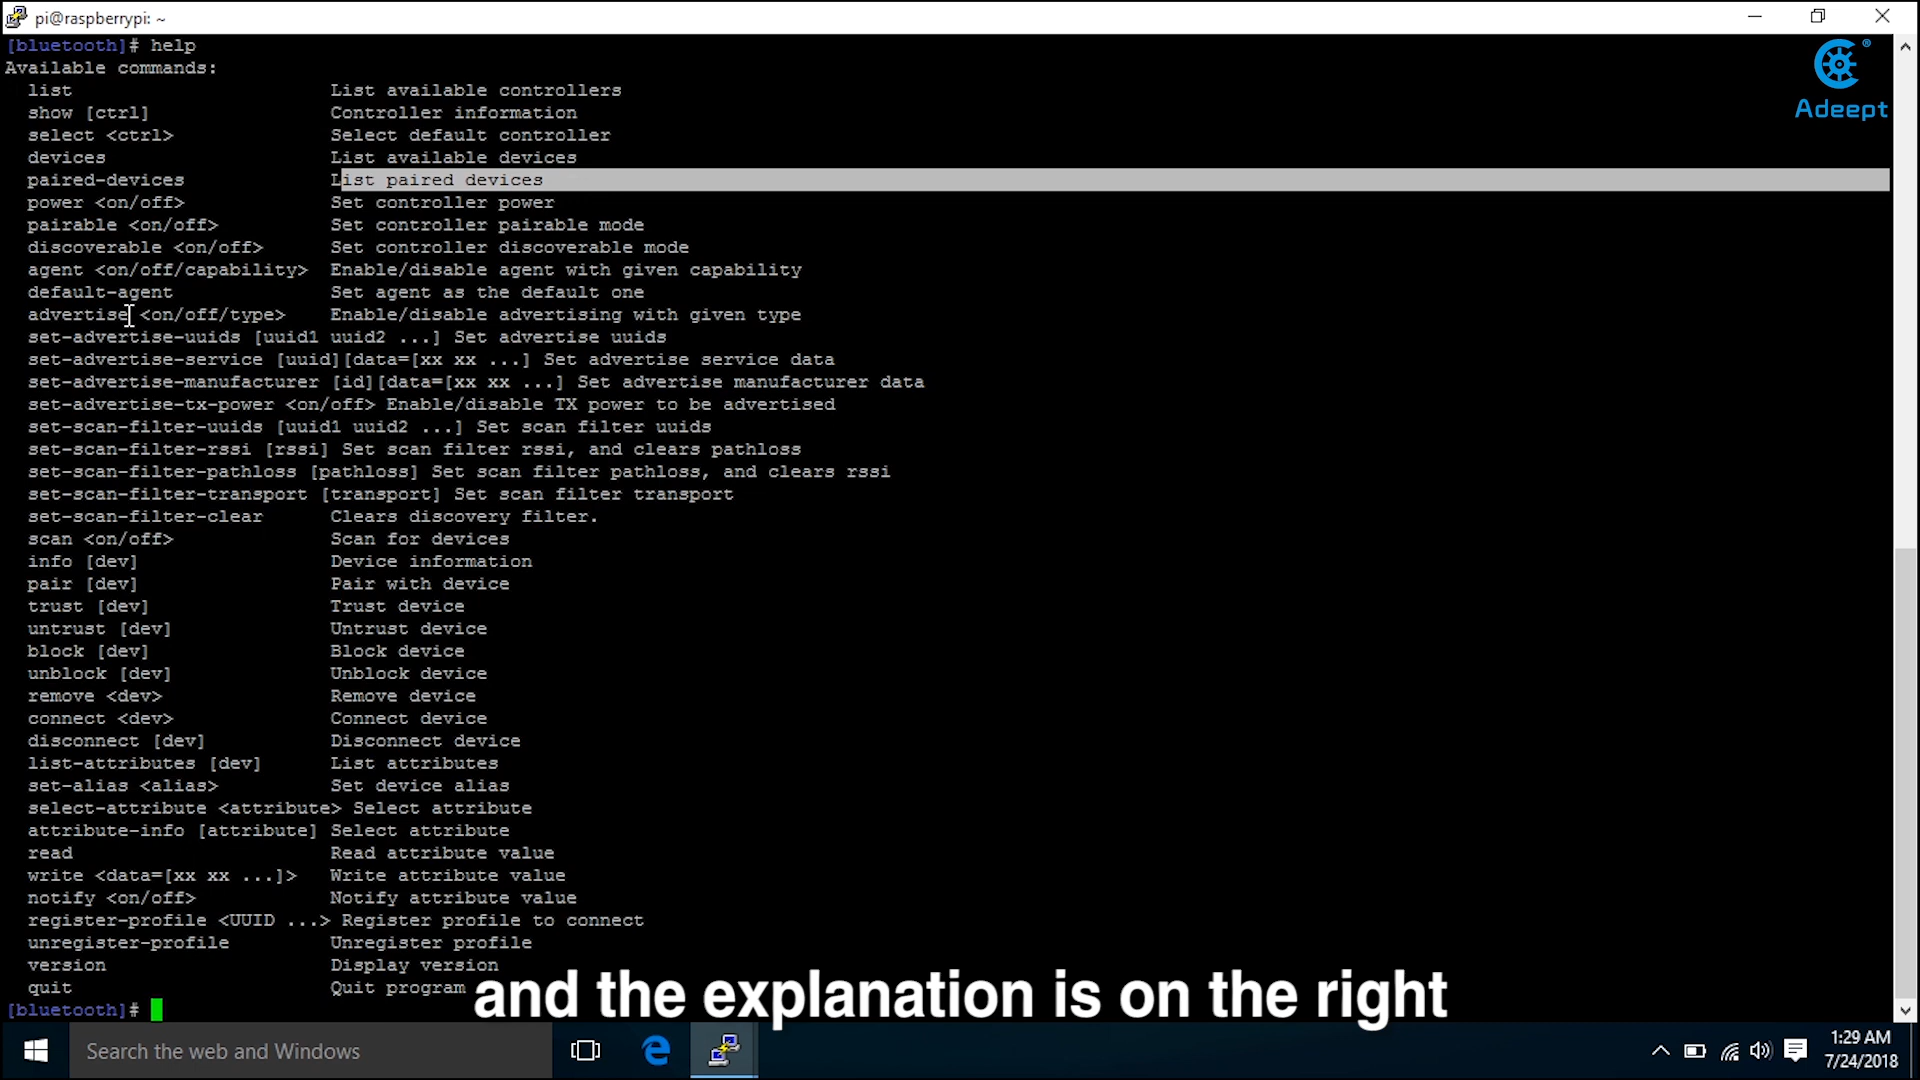 pi@raspberrypi: ~
[bluetooth]# help
Available commands:
list List available controllers
show [ctrl] Controller information
select <ctrl> Select default controller
devices List available devices
paired-devices List paired devices
power <on/off> Set controller power
pairable <on/off> Set controller pairable mode
discoverable <on/off> Set controller discoverable mode
agent <on/off/capability> Enable/disable agent with given capability
default-agent Set agent as the default one
advertise <on/off/type> Enable/disable advertising with given type
set-advertise-uuids [uuid1 uuid2 ...] Set advertise uuids
set-advertise-service [uuid][data=[xx xx ...] Set advertise service data
set-advertise-manufacturer [id][data=[xx xx ...] Set advertise manufacturer data
set-advertise-tx-power <on/off> Enable/disable TX power to be advertised
set-scan-filter-uuids [uuid1 uuid2 ...] Set scan filter uuids
set-scan-filter-rssi [rssi] Set scan filter rssi, and clears pathloss
set-scan-filter-pathloss [pathloss] Set scan filter pathloss, and clears rssi
set-scan-filter-transport [transport] Set scan filter transport
set-scan-filter-clear Clears discovery filter.
scan <on/off> Scan for devices
info [dev] Device information
pair [dev] Pair with device
trust [dev] Trust device
untrust [dev] Untrust device
block [dev] Block device
unblock [dev] Unblock device
remove <dev> Remove device
connect <dev> Connect device
disconnect [dev] Disconnect device
list-attributes [dev] List attributes
set-alias <alias> Set device alias
select-attribute <attribute> Select attribute
attribute-info [attribute] Select attribute
read Read attribute value
write <data=[xx xx ...]> Write attribute value
notify <on/off> Notify attribute value
register-profile <UUID ...> Register profile to connect
unregister-profile Unregister profile
version Display version
quit Quit program
[bluetooth]#
Adeept ®
and the explanation is on the right
Search the web and Windows
1:29 AM
7/24/2018